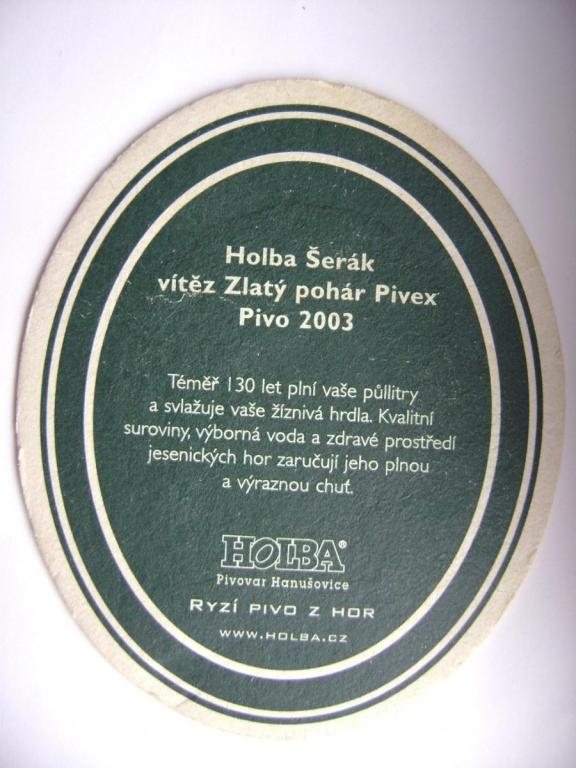 Holba Šerák
vítěz Zlatý pohár Pivex
Pivo 2003
Téměř 130 let plní vaše půllitry
a svlažuje vaše žíznivá hrdla. Kvalitní
suroviny, výborná voda a zdravé prostředí
jesenických hor zaručují jeho plnou
a výraznou chuť.
HOLBA®
Pivovar Hanušovice
RYZÍ PIVO Z HOR
WWW.HOLBA.CZ